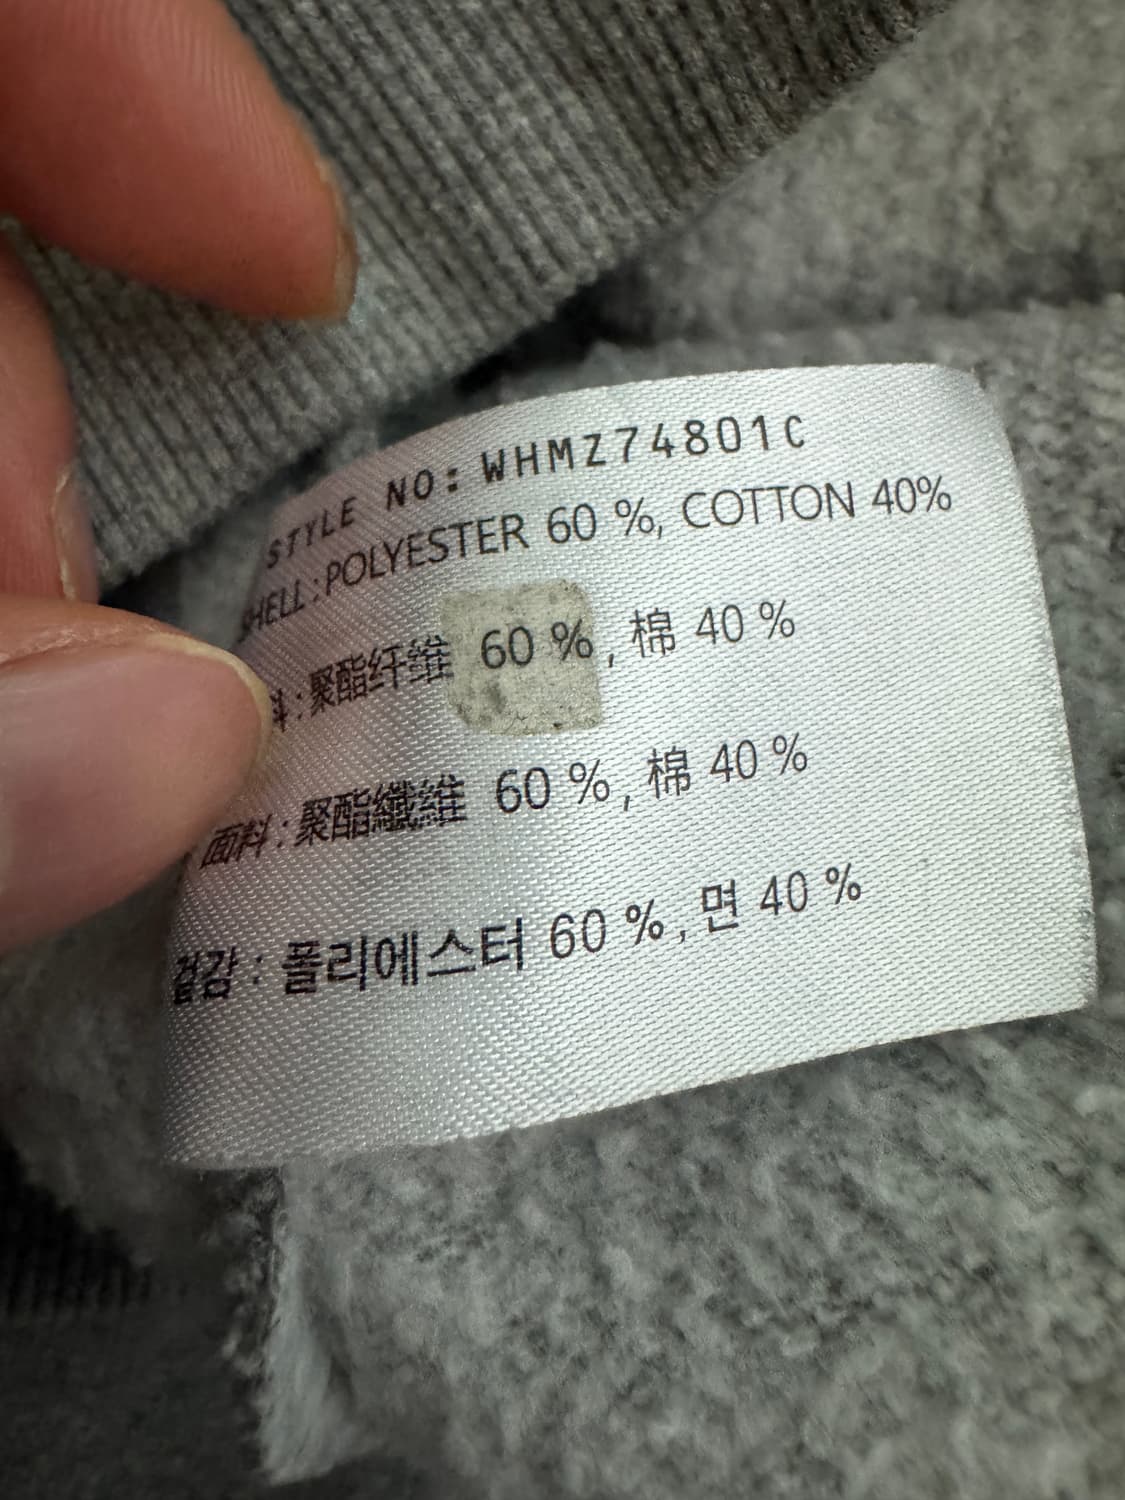 STYLE NO: WHMZ74801C
SHELL: POLYESTER 60 %, COTTON 40%
料: 聚酯纤维 60 %, 棉 40 %
面料: 聚酯纖維 60 %, 棉 40 %
겉감: 폴리에스터 60 %, 면 40 %